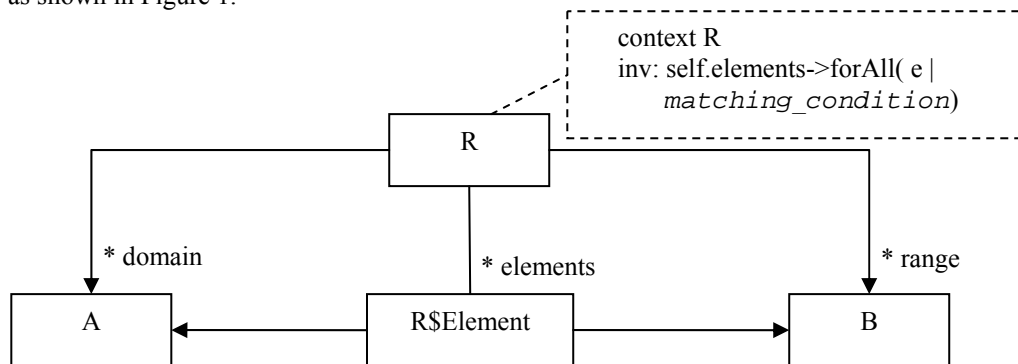 as shown in Figure 1.
context R
inv: self.elements->forAll( e |
matching_condition)
R
* domain
* elements
* range
A
R$Element
B